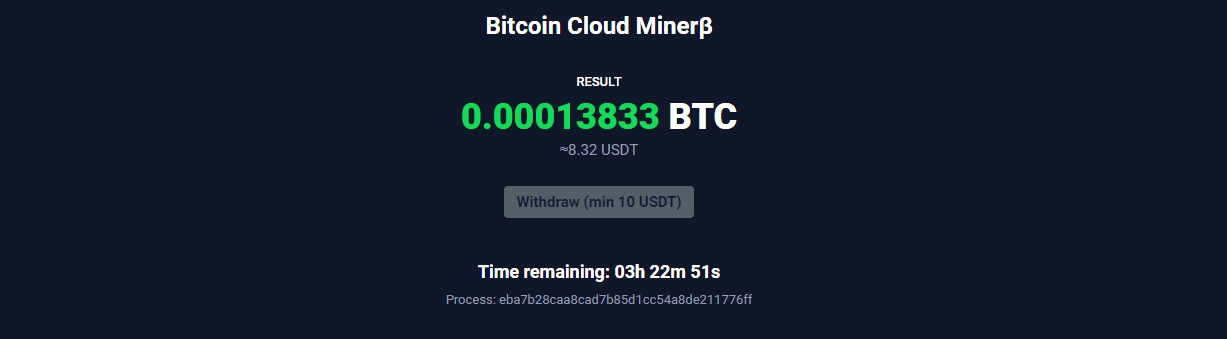 Bitcoin Cloud Minerβ
RESULT
0.00013833 BTC
≈8.32 USDT
Withdraw (min 10 USDT)
Time remaining: 03h 22m 51s
Process: eba7b28caa8cad7b85d1cc54a8de211776ff